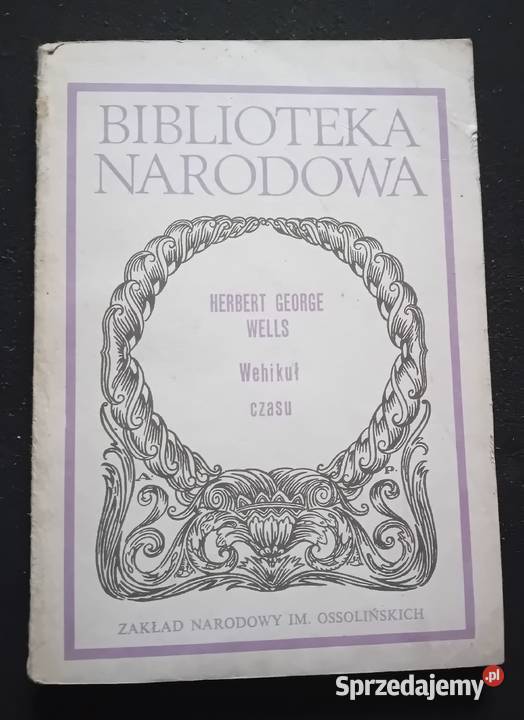 BIBLIOTEKA
NARODOWA
HERBERT GEORGE
WELLS
Wehikuł
czasu
A. P.
ZAKŁAD NARODOWY IM. OSSOLIŃSKICH
Sprzedajemy.pl